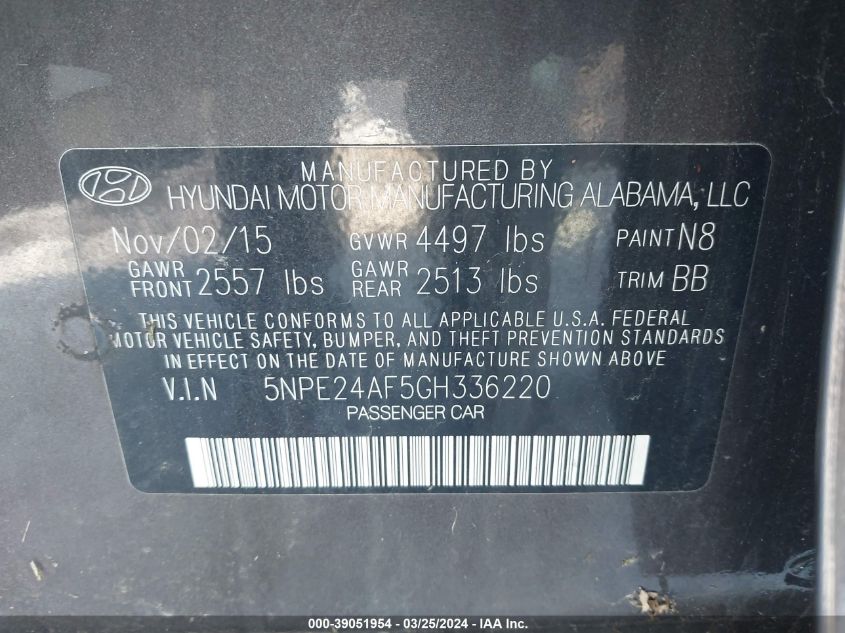 MANUFACTURED BY
HYUNDAI MOTOR MANUFACTURING ALABAMA, LLC
Nov/02/15 GVWR 4497 lbs PAINT N8
GAWR FRONT 2557 lbs GAWR REAR 2513 lbs TRIM BB
THIS VEHICLE CONFORMS TO ALL APPLICABLE U.S.A. FEDERAL
MOTOR VEHICLE SAFETY, BUMPER, AND THEFT PREVENTION STANDARDS
IN EFFECT ON THE DATE OF MANUFACTURE SHOWN ABOVE
V.I.N 5NPE24AF5GH336220
PASSENGER CAR
000-39051954 - 03/25/2024 - IAA Inc.